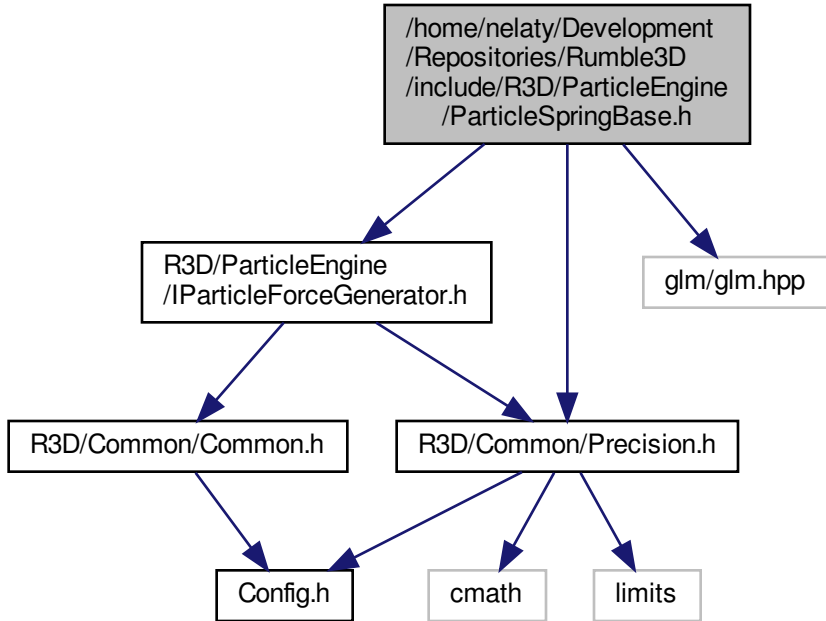 /home/nelaty/Development
/Repositories/Rumble3D
/include/R3D/ParticleEngine
/ParticleSpringBase.h
R3D/ParticleEngine
/IParticleForceGenerator.h
glm/glm.hpp
R3D/Common/Common.h
R3D/Common/Precision.h
Config.h
cmath
limits